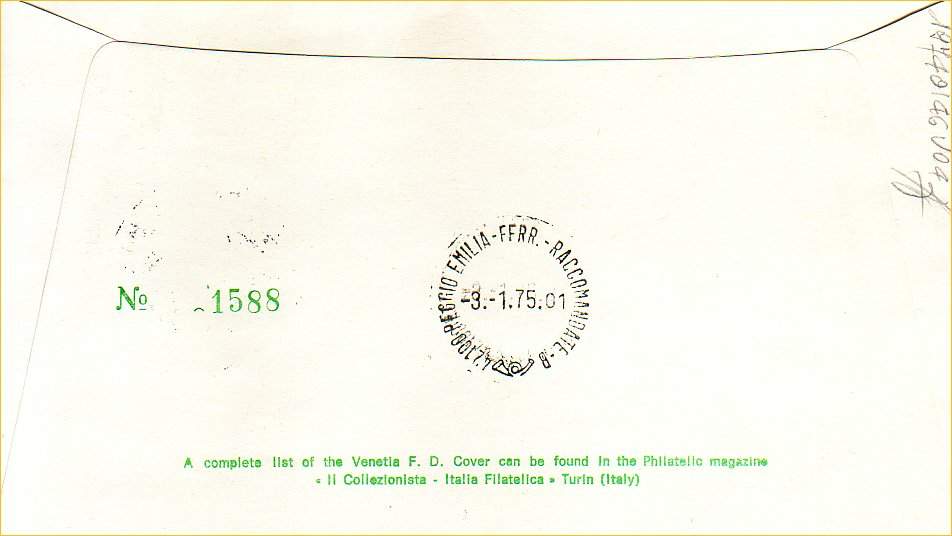 Nº 1588
42100 REGGIO EMILIA-FERR.-RACCOMANDATE-B
-3.-1.75.01
A complete list of the Venetia F. D. Cover can be found in the Philatelic magazine
« Il Collezionista - Italia Filatelica » Turin (Italy)